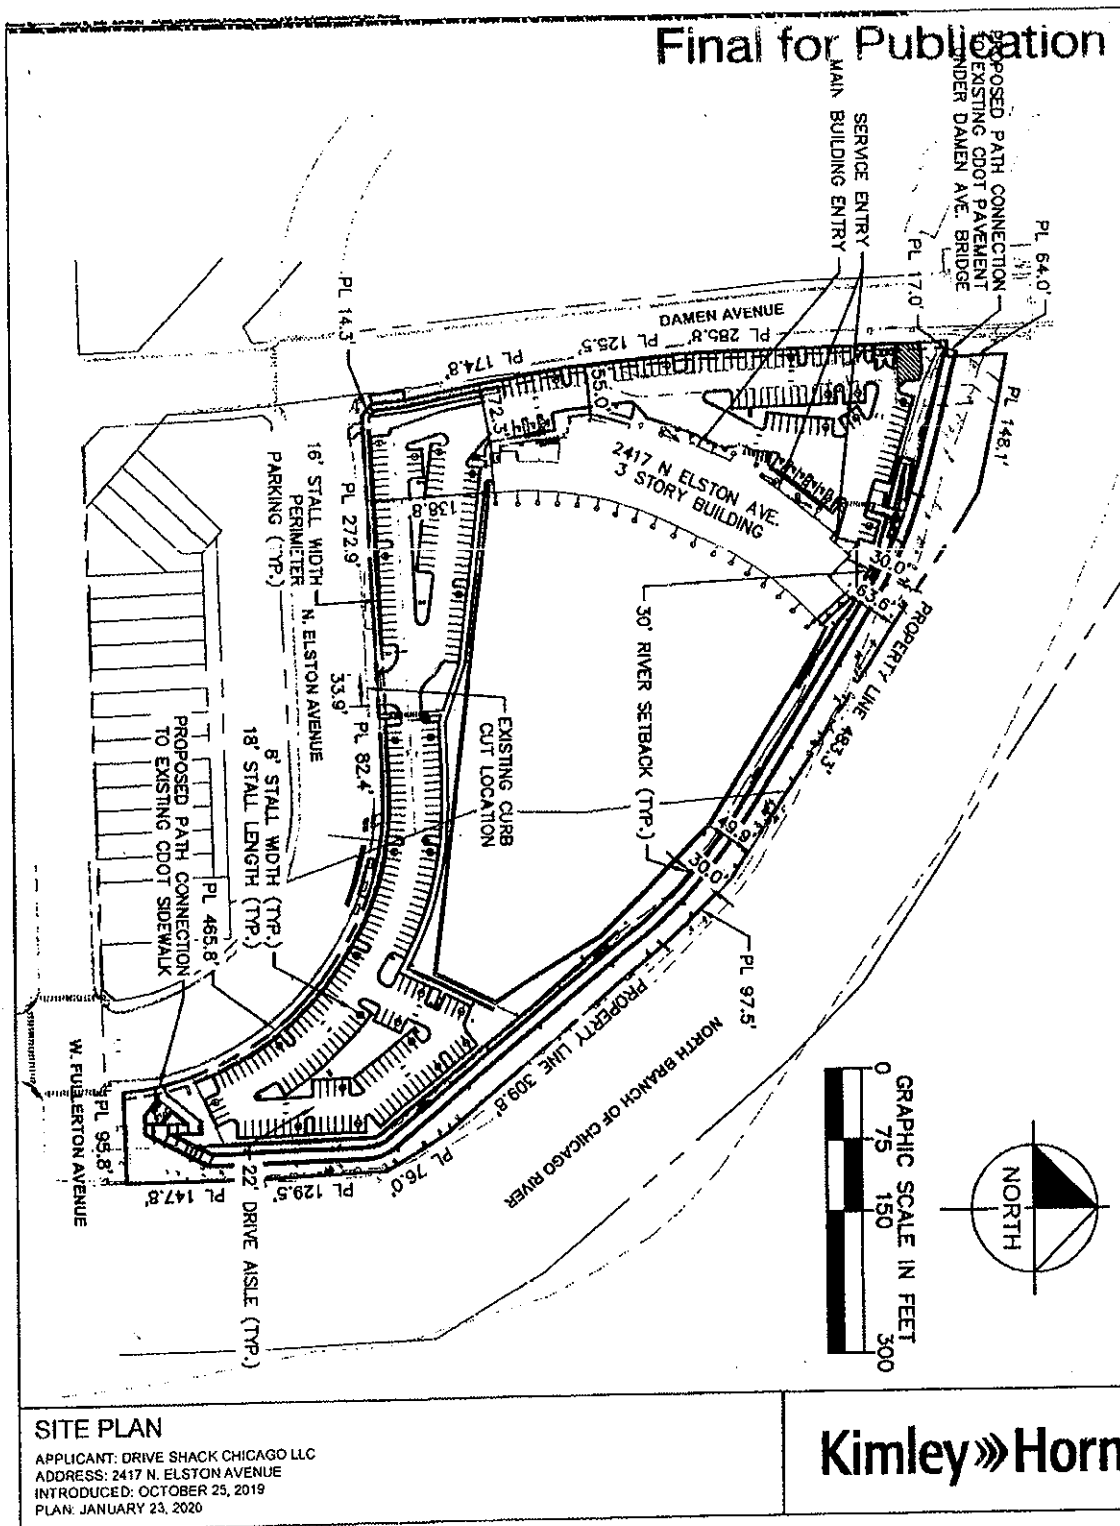 Final for Publication
PROPOSED PATH CONNECTION
TO EXISTING CDOT PAVEMENT
UNDER DAMEN AVE. BRIDGE
SERVICE ENTRY
MAIN BUILDING ENTRY
PL 64.0'
PL 17.0'
PL 148.1'
PL 14.3'
DAMEN AVENUE
PL 174.8'
PL 125.5'
PL 285.8'
72.3'
55.0'
2417 N ELSTON AVE.
3 STORY BUILDING
16' STALL WIDTH
PERIMETER
PARKING (TYP.)
PL 272.9'
138.8'
30.0'
63.6'
PROPERTY LINE 483.3'
N. ELSTON AVENUE
33.9'
30' RIVER SETBACK (TYP.)
EXISTING CURB
CUT LOCATION
PL 82.4'
8' STALL WIDTH (TYP.)
18' STALL LENGTH (TYP.)
49.9'
30.0'
PROPOSED PATH CONNECTION
TO EXISTING CDOT SIDEWALK
PL 465.8'
PL 97.5'
PROPERTY LINE 309.8'
NORTH BRANCH OF CHICAGO RIVER
W. FULLERTON AVENUE
PL 95.8'
PL 147.8'
PL 129.5'
PL 76.0'
22' DRIVE AISLE (TYP.)
GRAPHIC SCALE IN FEET
0 75 150 300
NORTH
SITE PLAN
APPLICANT: DRIVE SHACK CHICAGO LLC
ADDRESS: 2417 N. ELSTON AVENUE
INTRODUCED: OCTOBER 25, 2019
PLAN: JANUARY 23, 2020
Kimley»Horn